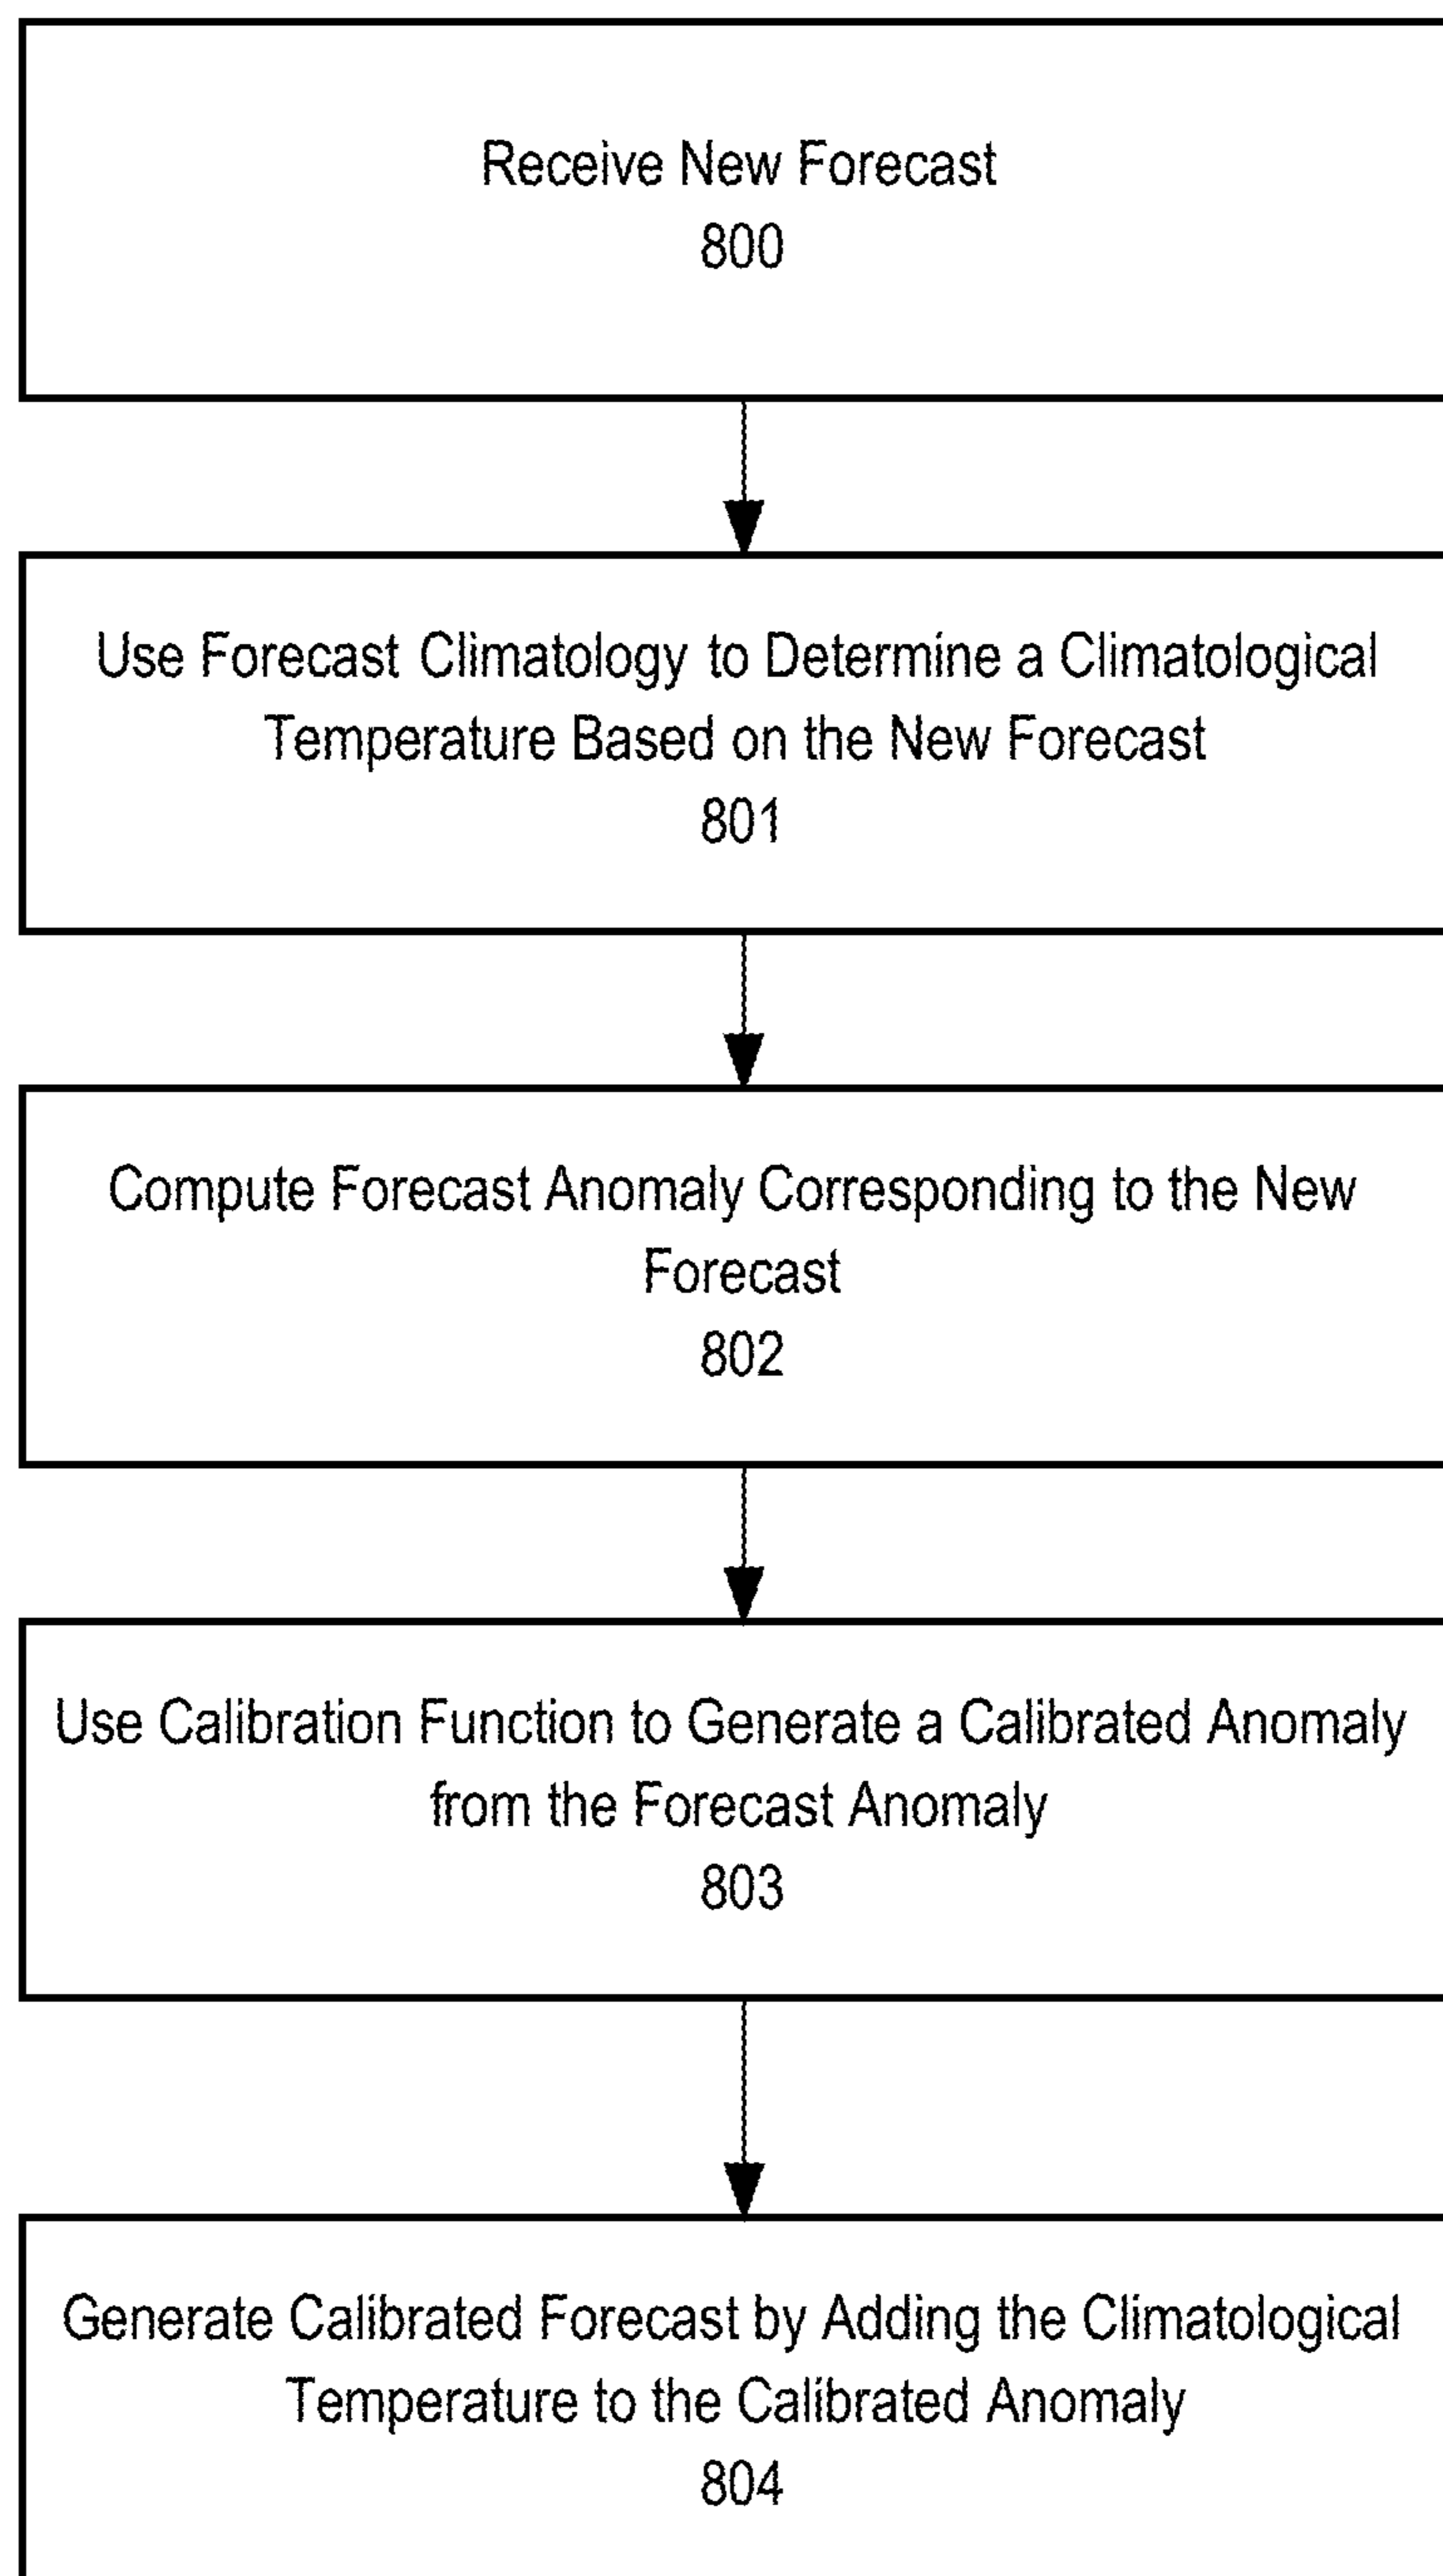 Receive New Forecast
800
Use Forecast Climatology to Determine a Climatological
Temperature Based on the New Forecast
801
Compute Forecast Anomaly Corresponding to the New
Forecast
802
Use Calibration Function to Generate a Calibrated Anomaly
from the Forecast Anomaly
803
Generate Calibrated Forecast by Adding the Climatological
Temperature to the Calibrated Anomaly
804